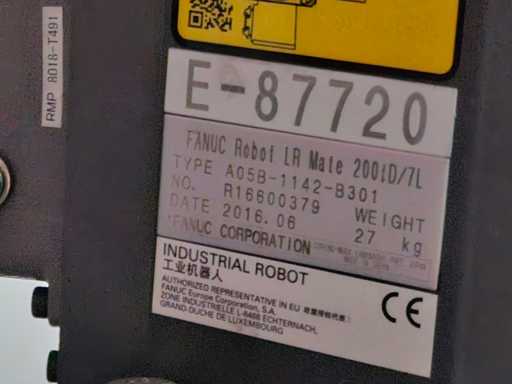 RMP 8018-T491
E-87720
FANUC Robot LR Mate 200iD/7L
TYPE A05B-1142-B301
NO. R16600379
DATE 2016.06 WEIGHT 27 kg
FANUC CORPORATION
INDUSTRIAL ROBOT
工业机器人
AUTHORIZED REPRESENTATIVE IN EU
FANUC Europe Corporation, S.A.
ZONE INDUSTRIELLE L-6468 ECHTERNACH,
GRAND-DUCHE DE LUXEMBOURG
CE